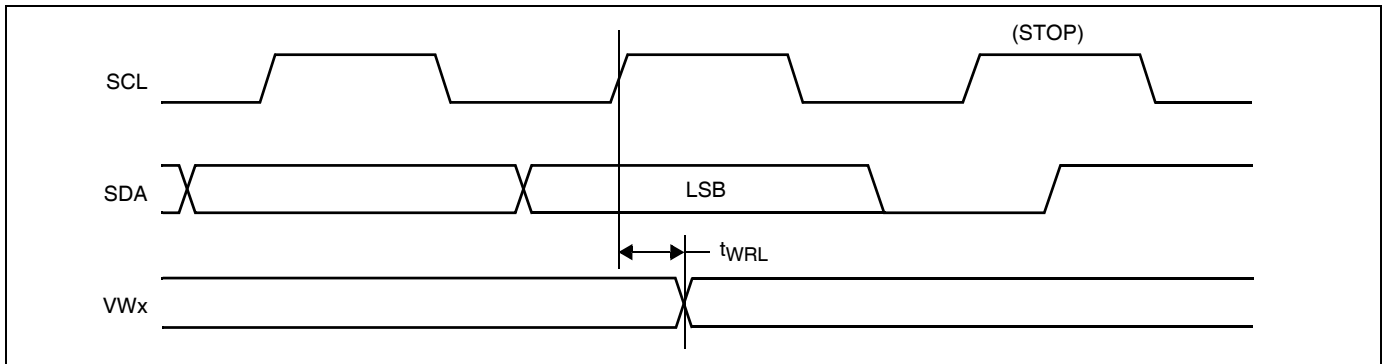 (STOP)
SCL
SDA
LSB
tWRL
VWx